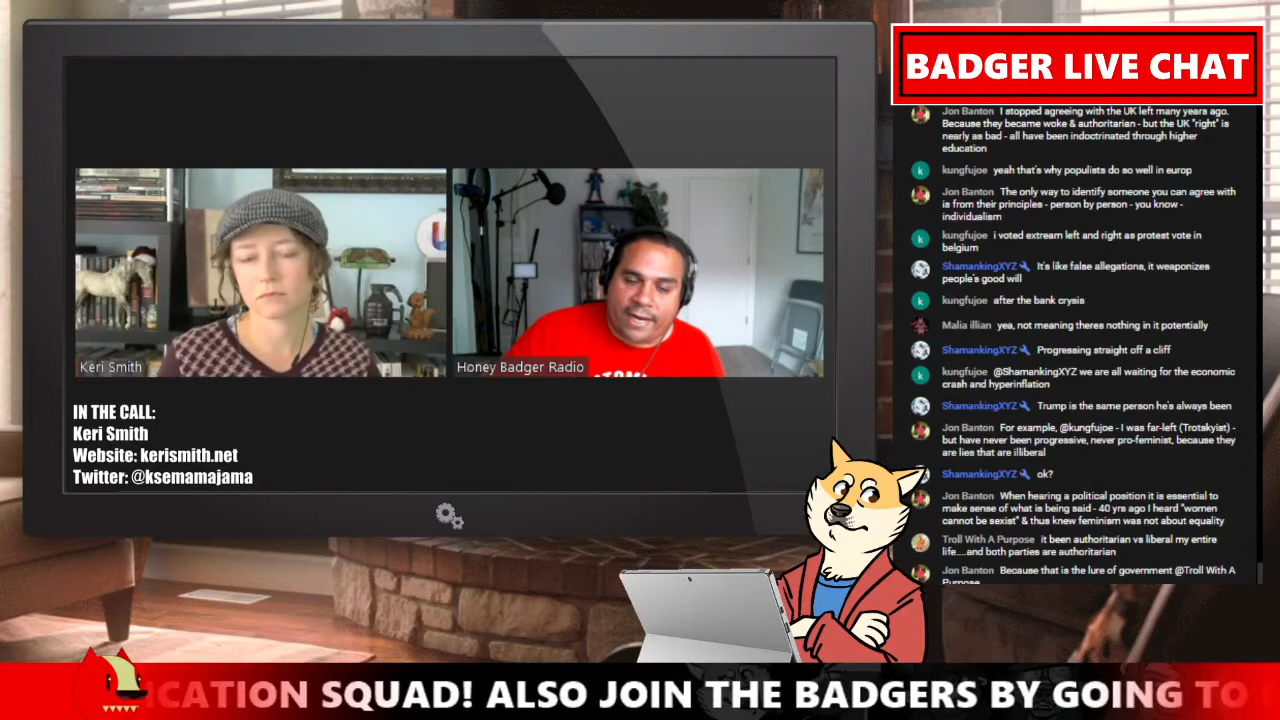 BADGER LIVE CHAT
Jon Banton I stopped agreeing with the UK left many years ago.
Because they became woke & authoritarian - but the UK "right" is
nearly as bad - all have been indoctrinated through higher
education
k kungfujoe yeah that's why populists do so well in europ
Jon Banton The only way to identify someone you can agree with
is from their principles - person by person - you know -
individualism
k kungfujoe i voted extream left and right as protest vote in
belgium
ShamankingXYZ It's like false allegations, it weaponizes
people's good will
k kungfujoe after the bank crysis
Malia illian yea, not meaning theres nothing in it potentially
ShamankingXYZ Progressing straight off a cliff
k kungfujoe @ShamankingXYZ we are all waiting for the economic
crash and hyperinflation
ShamankingXYZ Trump is the same person he's always been
Jon Banton For example, @kungfujoe - I was far-left (Trotskyist) -
but have never been progressive, never pro-feminist, because they
are lies that are illiberal
ShamankingXYZ ok?
Jon Banton When hearing a political position it is essential to
make sense of what is being said - 40 yrs ago I heard "women
cannot be sexist" & thus knew feminism was not about equality
Troll With A Purpose it been authoritarian vs liberal my entire
life....and both parties are authoritarian
Jon Banton Because that is the lure of government @Troll With A
Purpose
Keri Smith
Honey Badger Radio
IN THE CALL:
Keri Smith
Website: kerismith.net
Twitter: @ksemamajama
ICATION SQUAD! ALSO JOIN THE BADGERS BY GOING TO